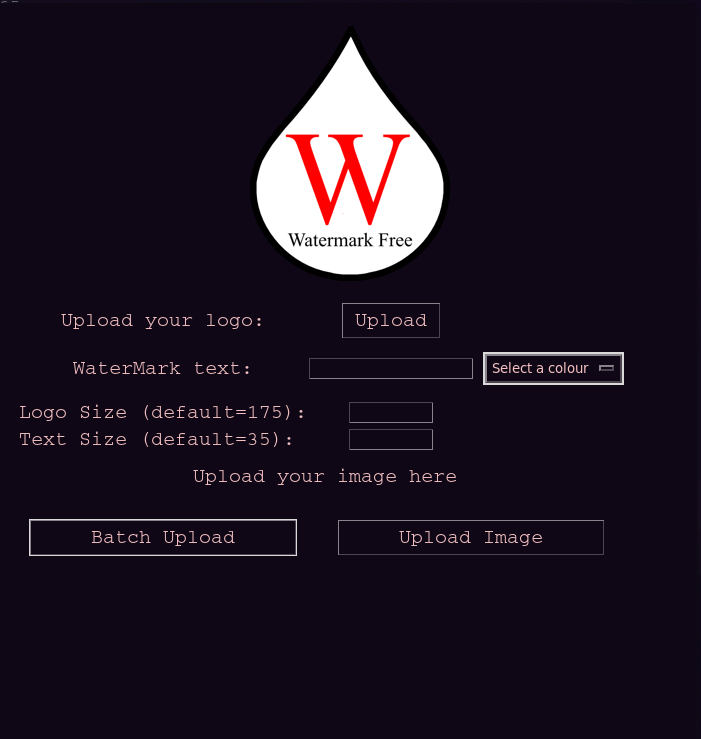 W
Watermark Free
Upload your logo: Upload
WaterMark text: Select a colour
Logo Size (default=175):
Text Size (default=35):
Upload your image here
Batch Upload Upload Image